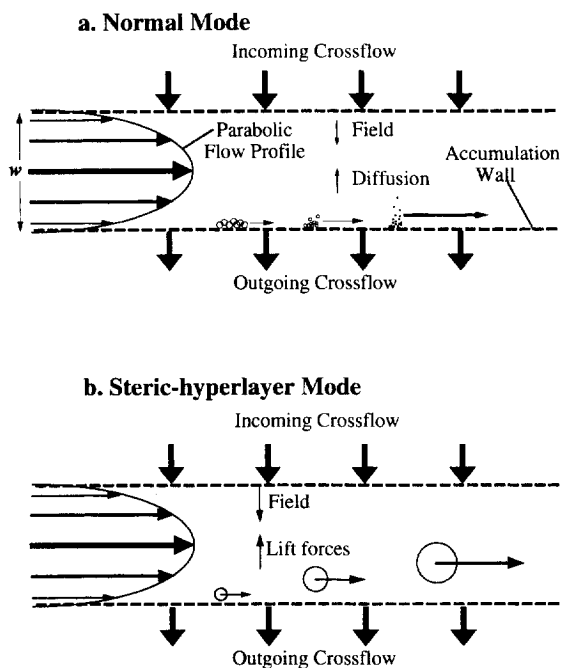 a. Normal Mode
Incoming Crossflow
Parabolic
Flow Profile
Field
Diffusion
Accumulation
Wall
w
Outgoing Crossflow
b. Steric-hyperlayer Mode
Incoming Crossflow
Field
Lift forces
Outgoing Crossflow